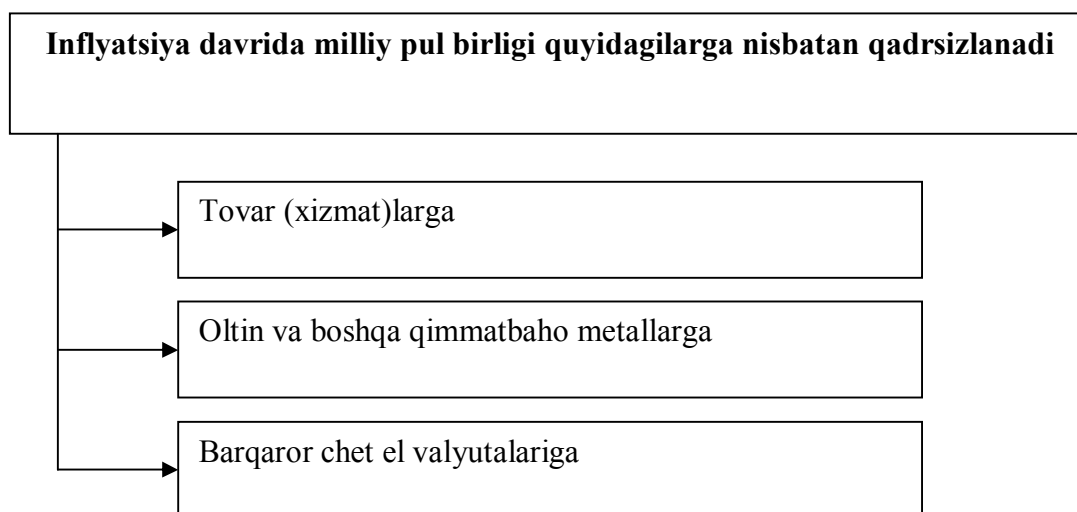 Inflyatsiya davrida milliy pul birligi quyidagilarga nisbatan qadrsizlanadi
Tovar (xizmat)larga
Oltin va boshqa qimmatbaho metallarga
Barqaror chet el valyutalariga